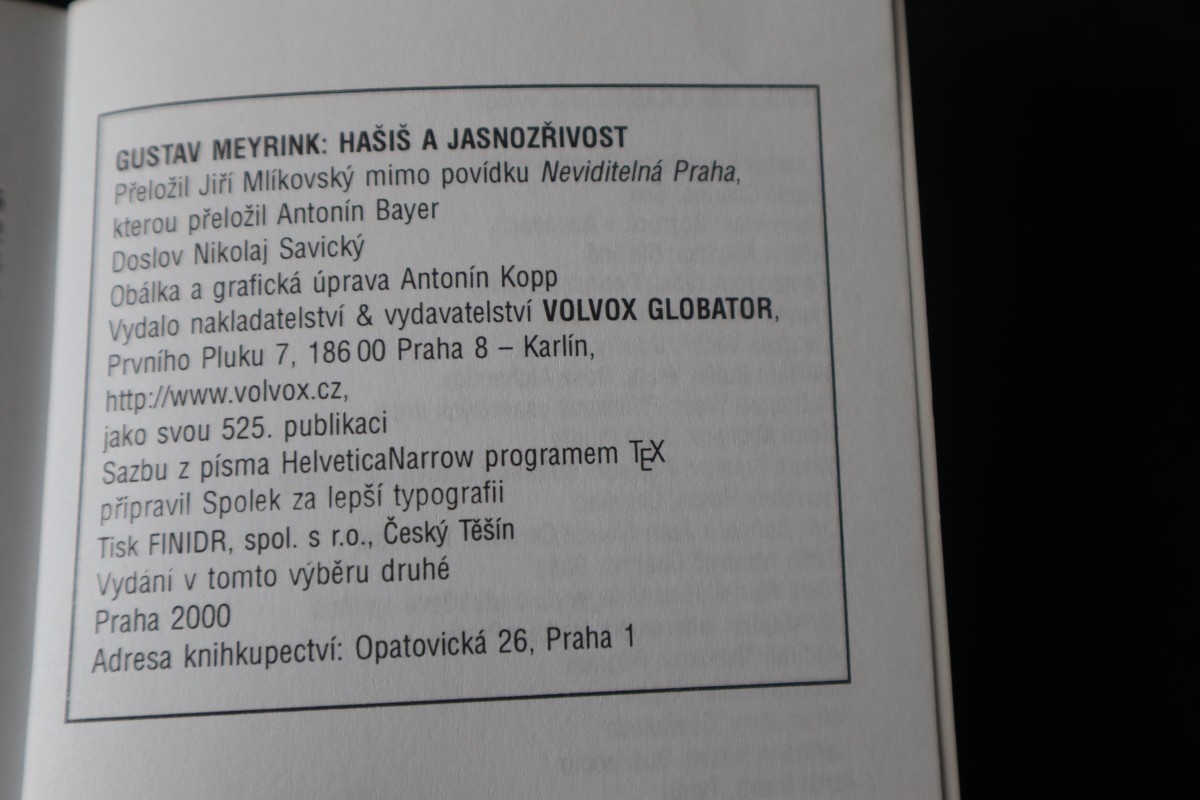 GUSTAV MEYRINK: HAŠIŠ A JASNOZŘIVOST
Přeložil Jiří Mlíkovský mimo povídku Neviditelná Praha,
kterou přeložil Antonín Bayer
Doslov Nikolaj Savický
Obálka a grafická úprava Antonín Kopp
Vydalo nakladatelství & vydavatelství VOLVOX GLOBATOR,
Prvního Pluku 7, 186 00 Praha 8 – Karlín,
http://www.volvox.cz,
jako svou 525. publikaci
Sazbu z písma HelveticaNarrow programem TEX
připravil Spolek za lepší typografii
Tisk FINIDR, spol. s r.o., Český Těšín
Vydání v tomto výběru druhé
Praha 2000
Adresa knihkupectví: Opatovická 26, Praha 1